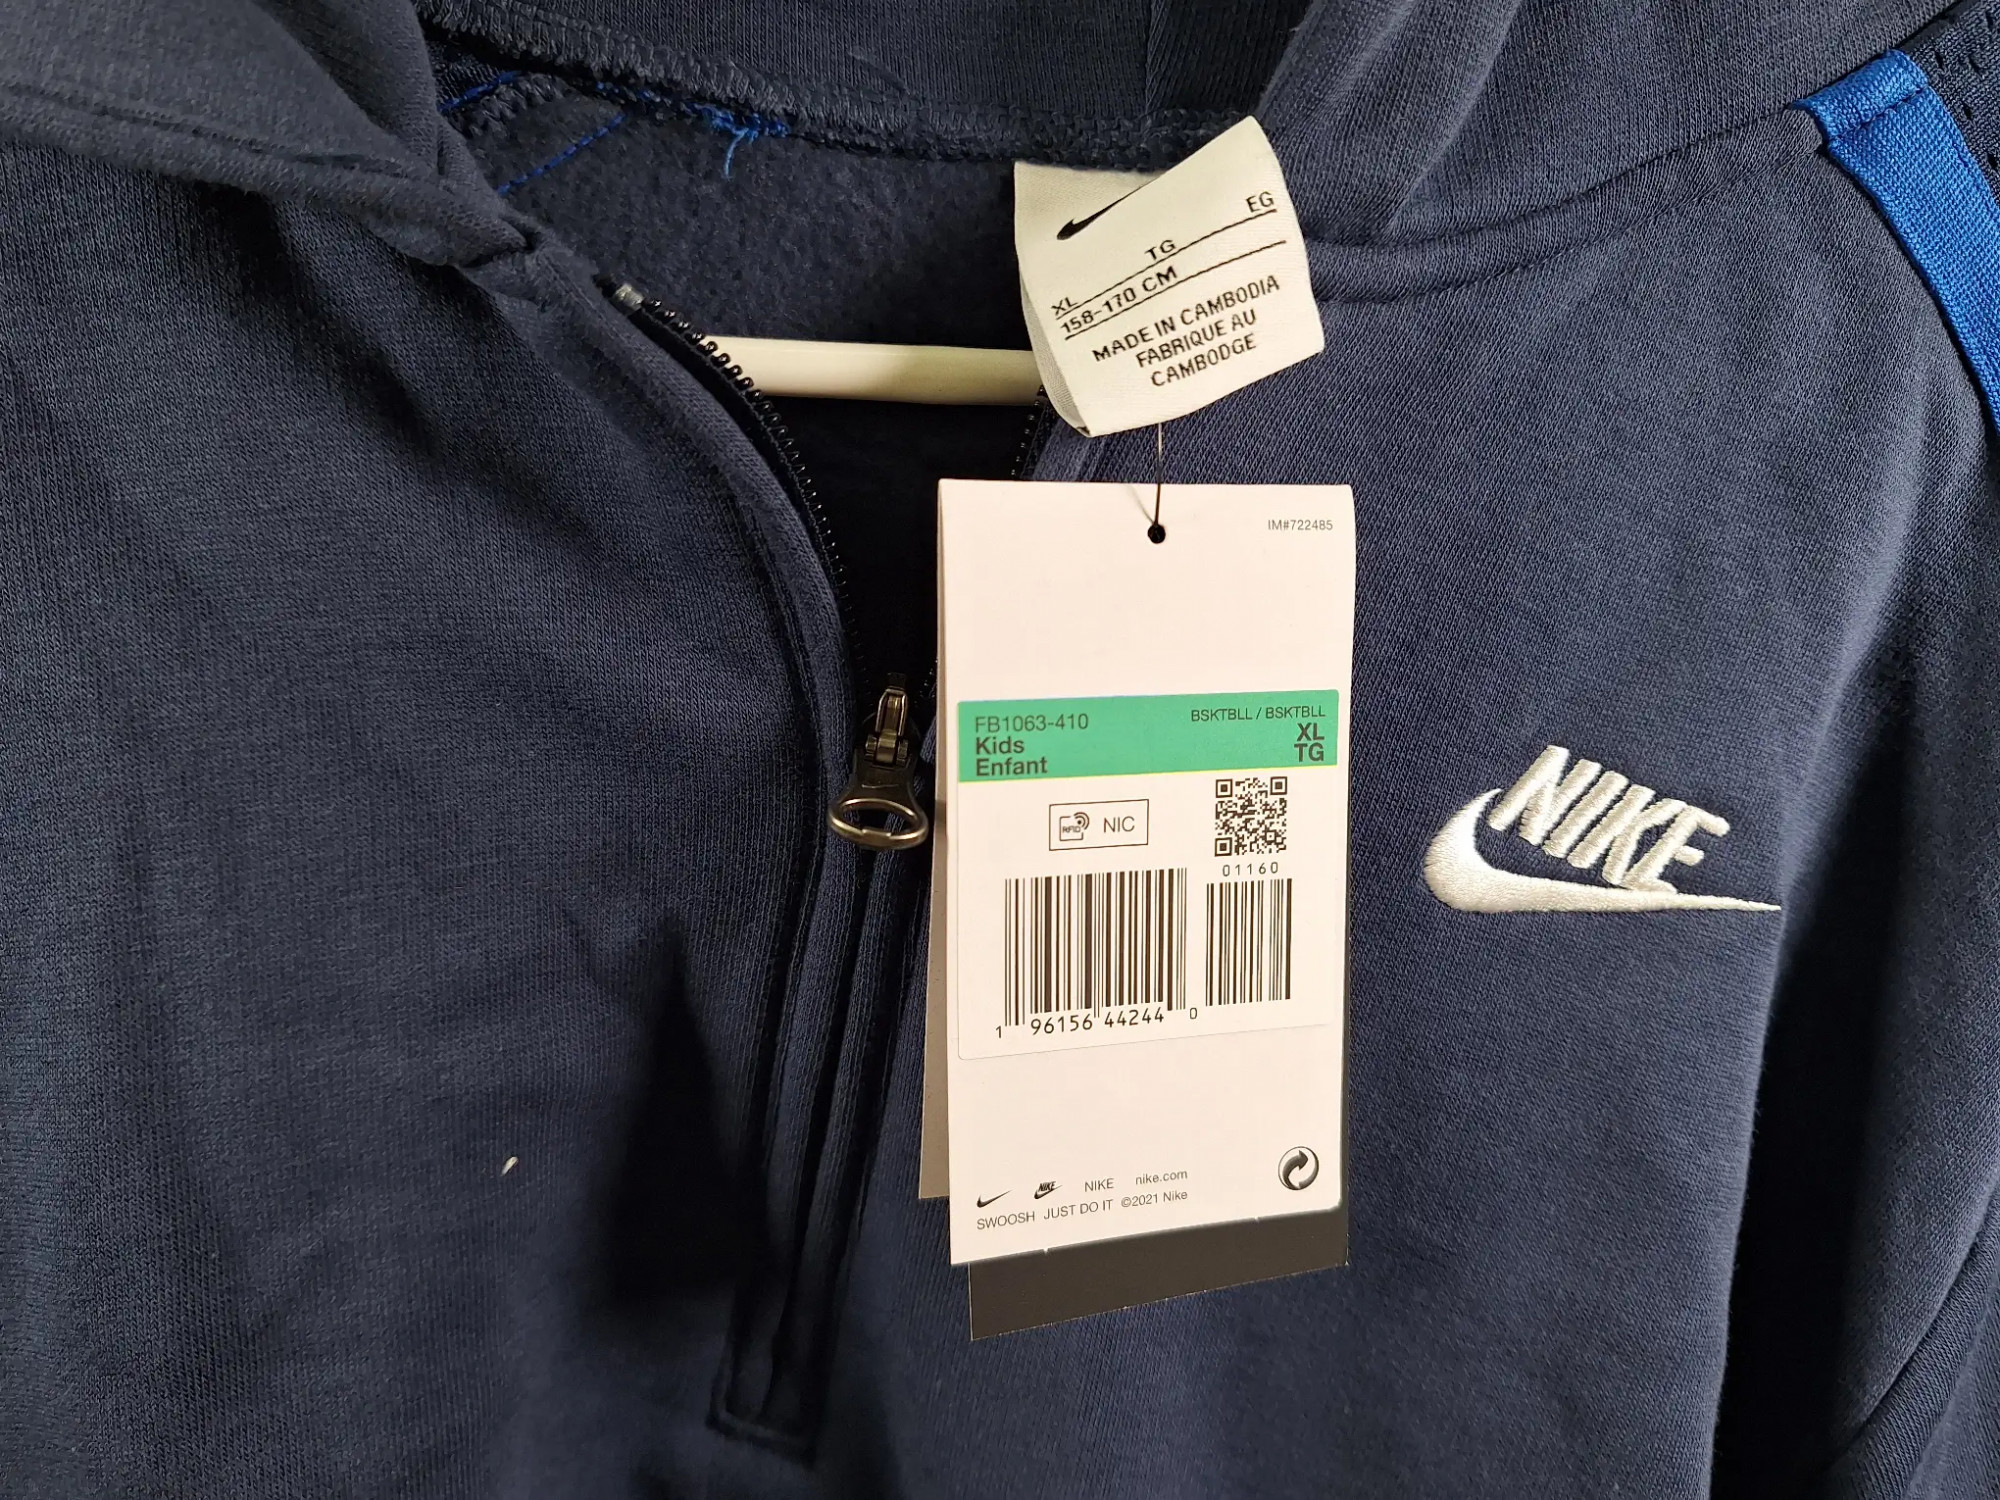 EG
TG
XL
158-170 CM
MADE IN CAMBODIA
FABRIQUE AU
CAMBODGE
IM#722485
FB1063-410 BSKTBLL / BSKTBLL
Kids XL
Enfant TG
RFID NIC
01160
1 96156 44244 0
NIKE
NIKE NIKE nike.com
SWOOSH JUST DO IT ©2021 Nike